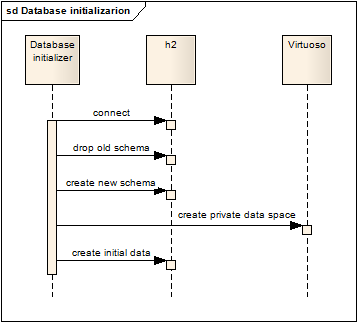 sd Database initializarion
Database
initializer
h2
Virtuoso
connect
drop old schema
create new schema
create private data space
create initial data